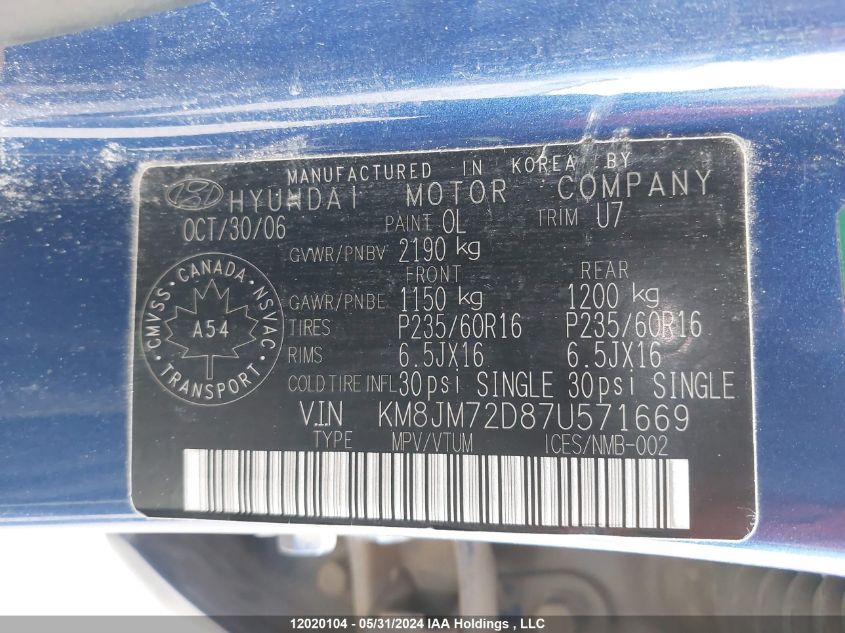 MANUFACTURED IN KOREA BY
HYUNDAI MOTOR COMPANY
OCT/30/06 PAINT OL TRIM U7
GVWR/PNBV 2190 kg
FRONT REAR
GAWR/PNBE 1150 kg 1200 kg
TIRES P235/60R16 P235/60R16
RIMS 6.5JX16 6.5JX16
COLD TIRE INFL 30psi SINGLE 30psi SINGLE
VIN KM8JM72D87U571669
TYPE MPV/VTUM ICES/NMB-002
CMVSS · CANADA · NSVAC
A54
TRANSPORT
12020104 - 05/31/2024 IAA Holdings , LLC